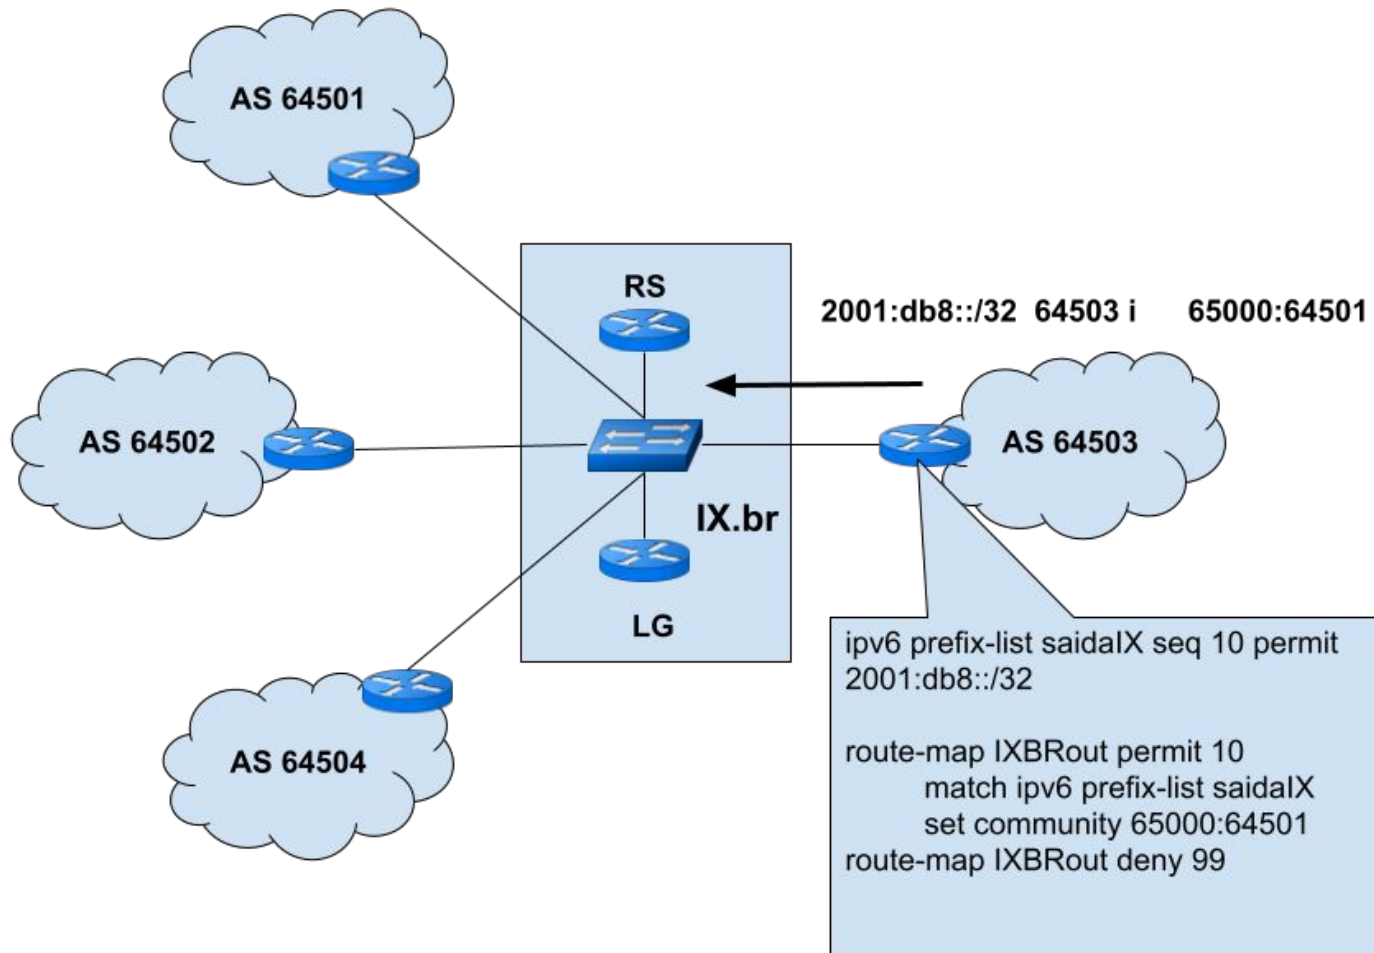 AS 64501
RS
2001:db8::/32 64503 i 65000:64501
AS 64502
AS 64503
IX.br
LG
AS 64504
ipv6 prefix-list saidaIX seq 10 permit
2001:db8::/32
route-map IXBRout permit 10
match ipv6 prefix-list saidaIX
set community 65000:64501
route-map IXBRout deny 99